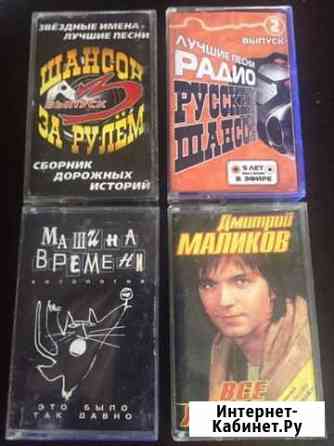 ЗВЁЗДНЫЕ ИМЕНА -
ЛУЧШИЕ ПЕСНИ
ШАНСОН
ВЫПУСК 3
ЗА РУЛЁМ
СБОРНИК
ДОРОЖНЫХ
ИСТОРИЙ
ВЫПУСК 2
ЛУЧШИЕ ПЕСНИ
РАДИО
РУССКИЙ
ШАНСОН
5 ЛЕТ
В ЭФИРЕ
МАШИНА
ВРЕМЕНИ
ЭТО БЫЛО
ТАК ДАВНО
Дмитрий
МАЛИКОВ
ВСЕ
Интернет-
Кабинет.Ру